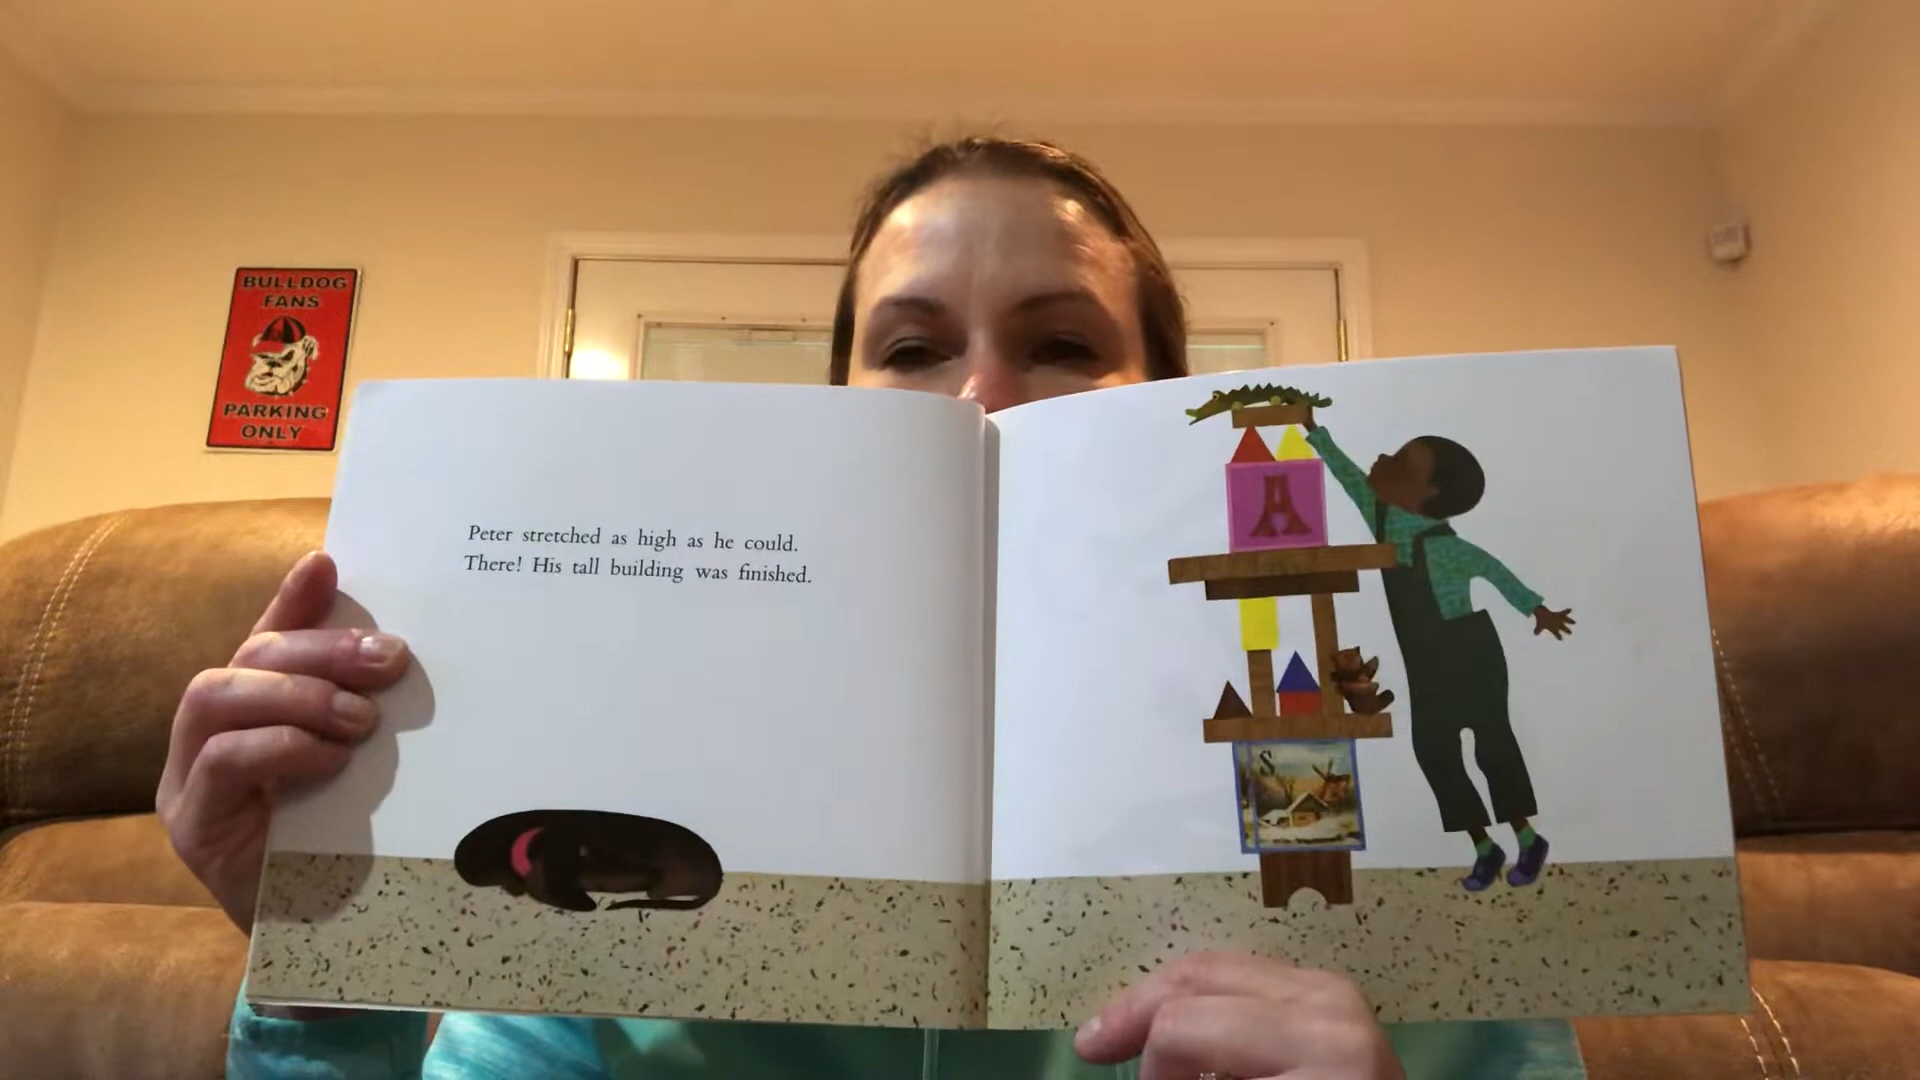 BULLDOG
FANS
PARKING
ONLY
Peter stretched as high as he could.
There! His tall building was finished.
A
S